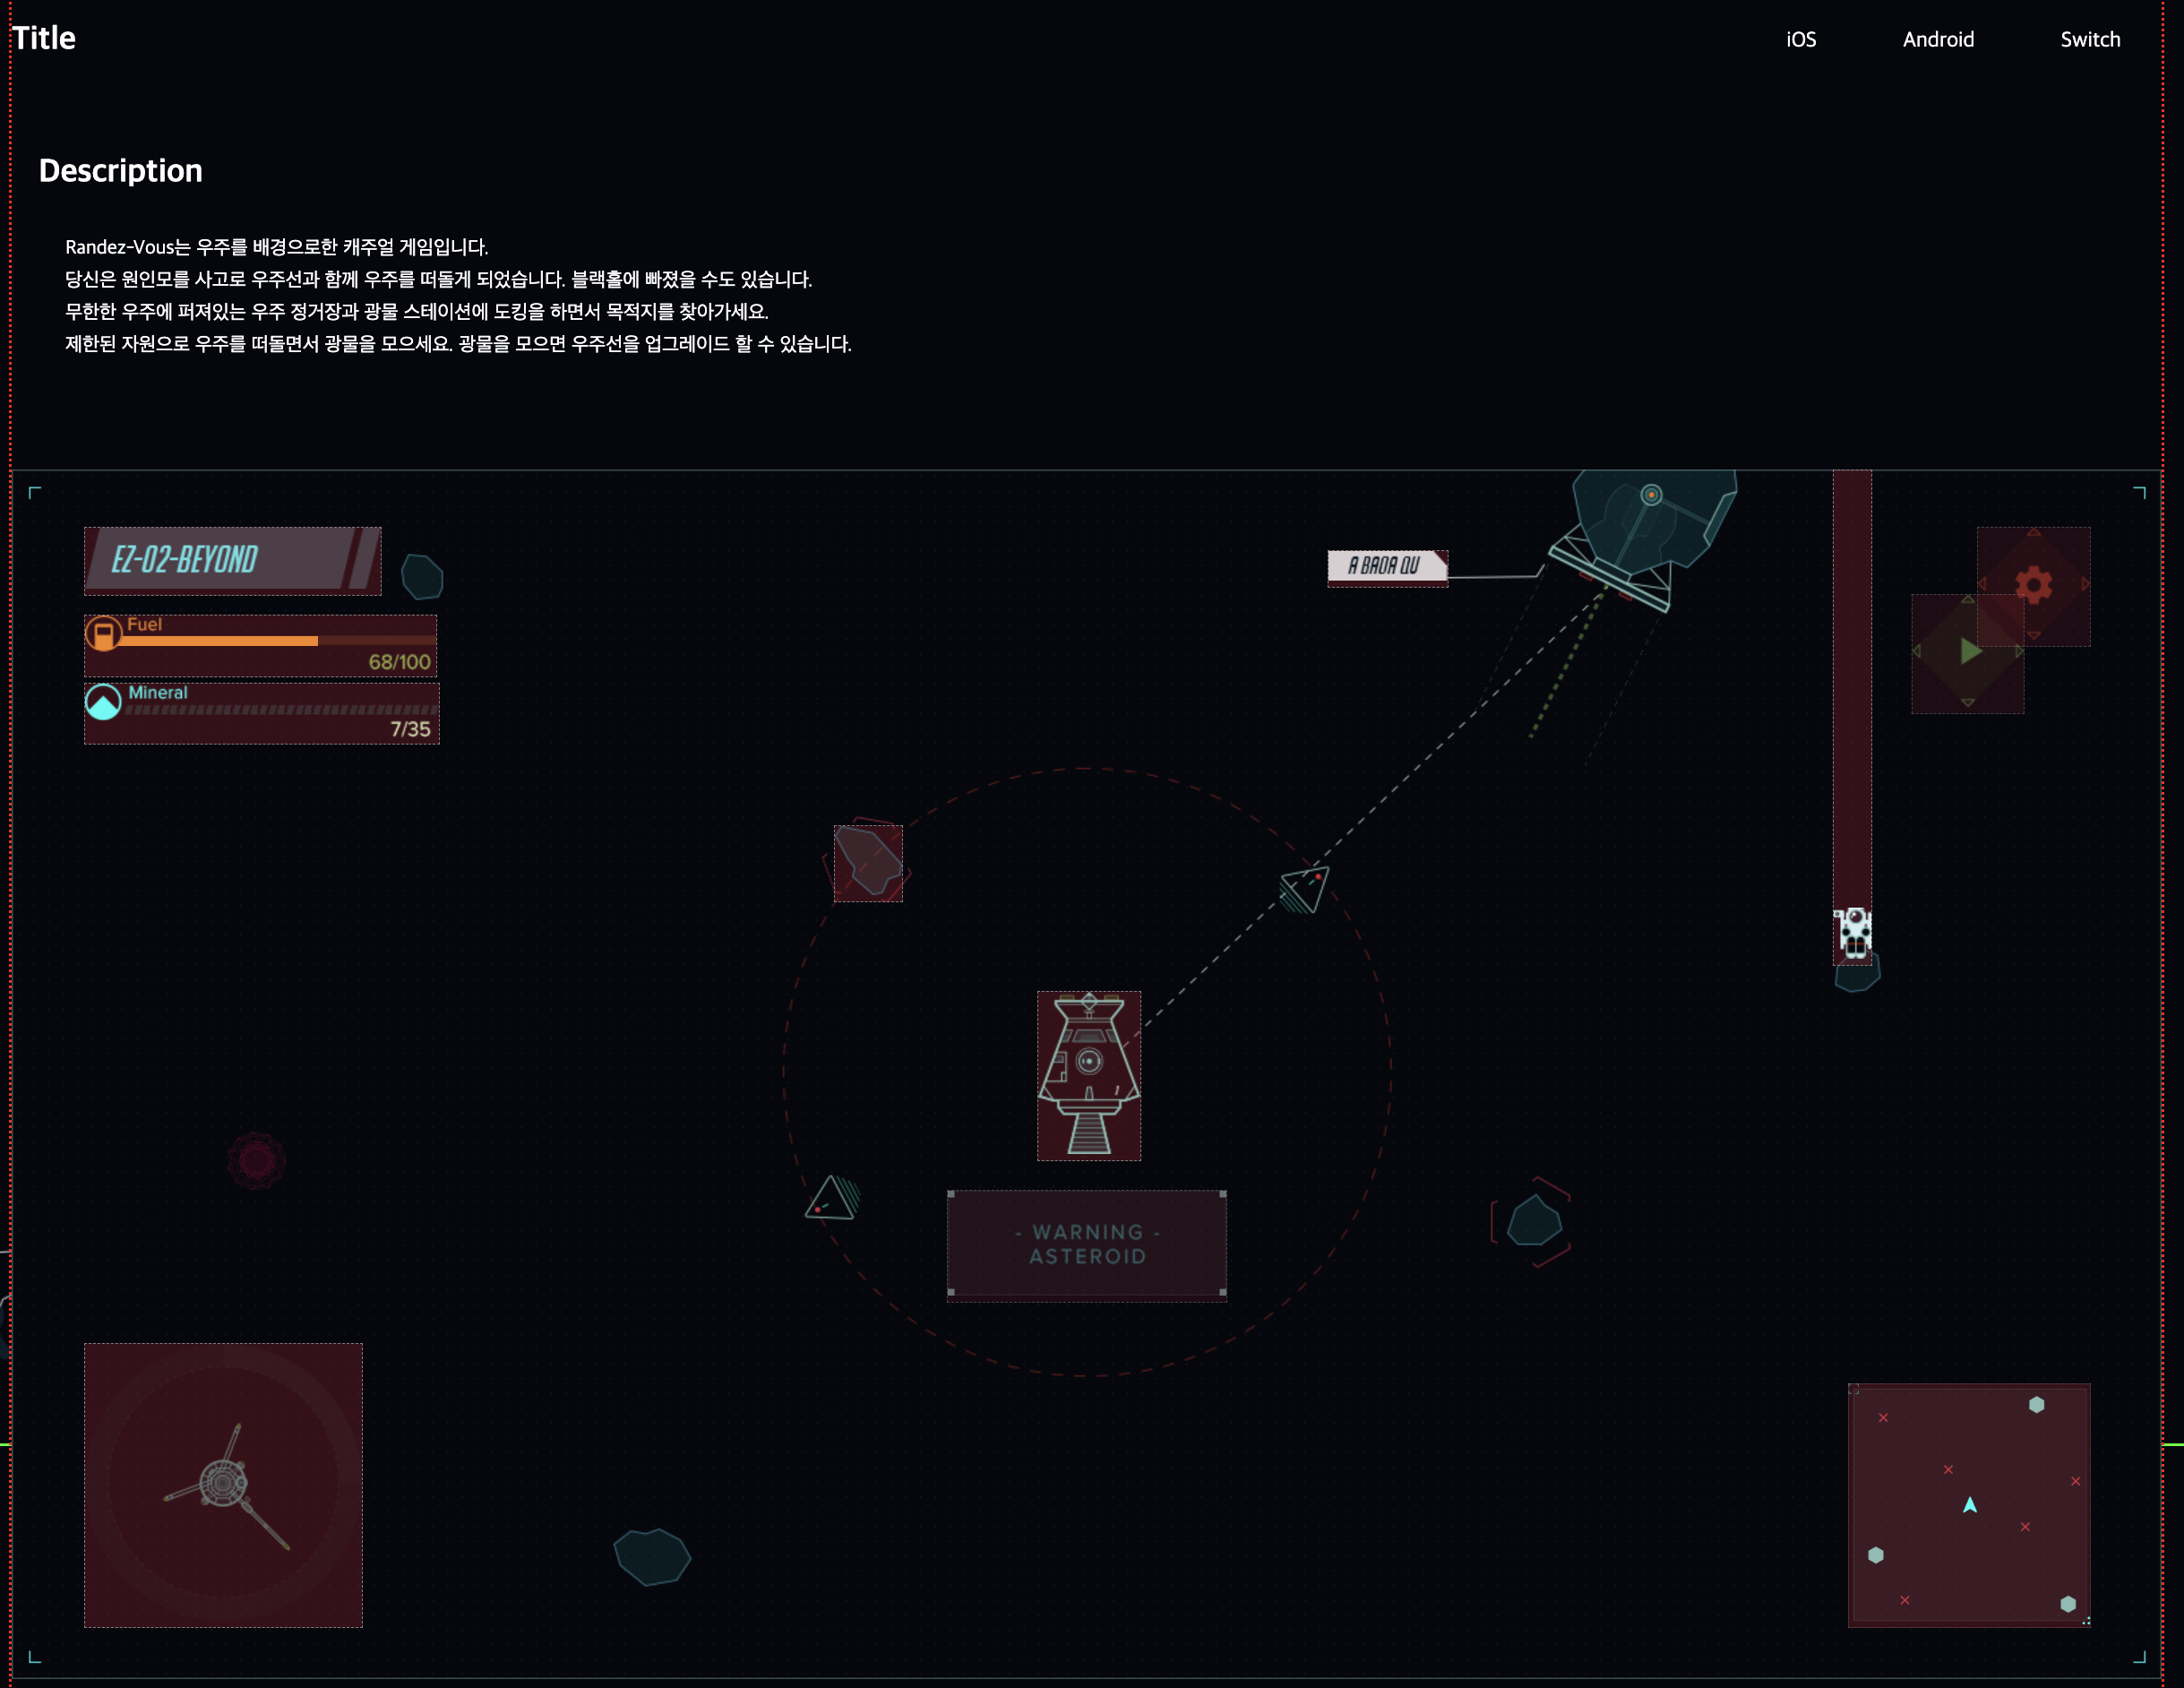 Title
iOS
Android
Switch
Description
Randez-Vous는 우주를 배경으로한 캐주얼 게임입니다.
당신은 원인모를 사고로 우주선과 함께 우주를 떠돌게 되었습니다. 블랙홀에 빠졌을 수도 있습니다.
무한한 우주에 퍼져있는 우주 정거장과 광물 스테이션에 도킹을 하면서 목적지를 찾아가세요.
제한된 자원으로 우주를 떠돌면서 광물을 모으세요. 광물을 모으면 우주선을 업그레이드 할 수 있습니다.
EZ-02-BEYOND
A BAOA QU
Fuel
68/100
Mineral
7/35
1
- WARNING -
ASTEROID